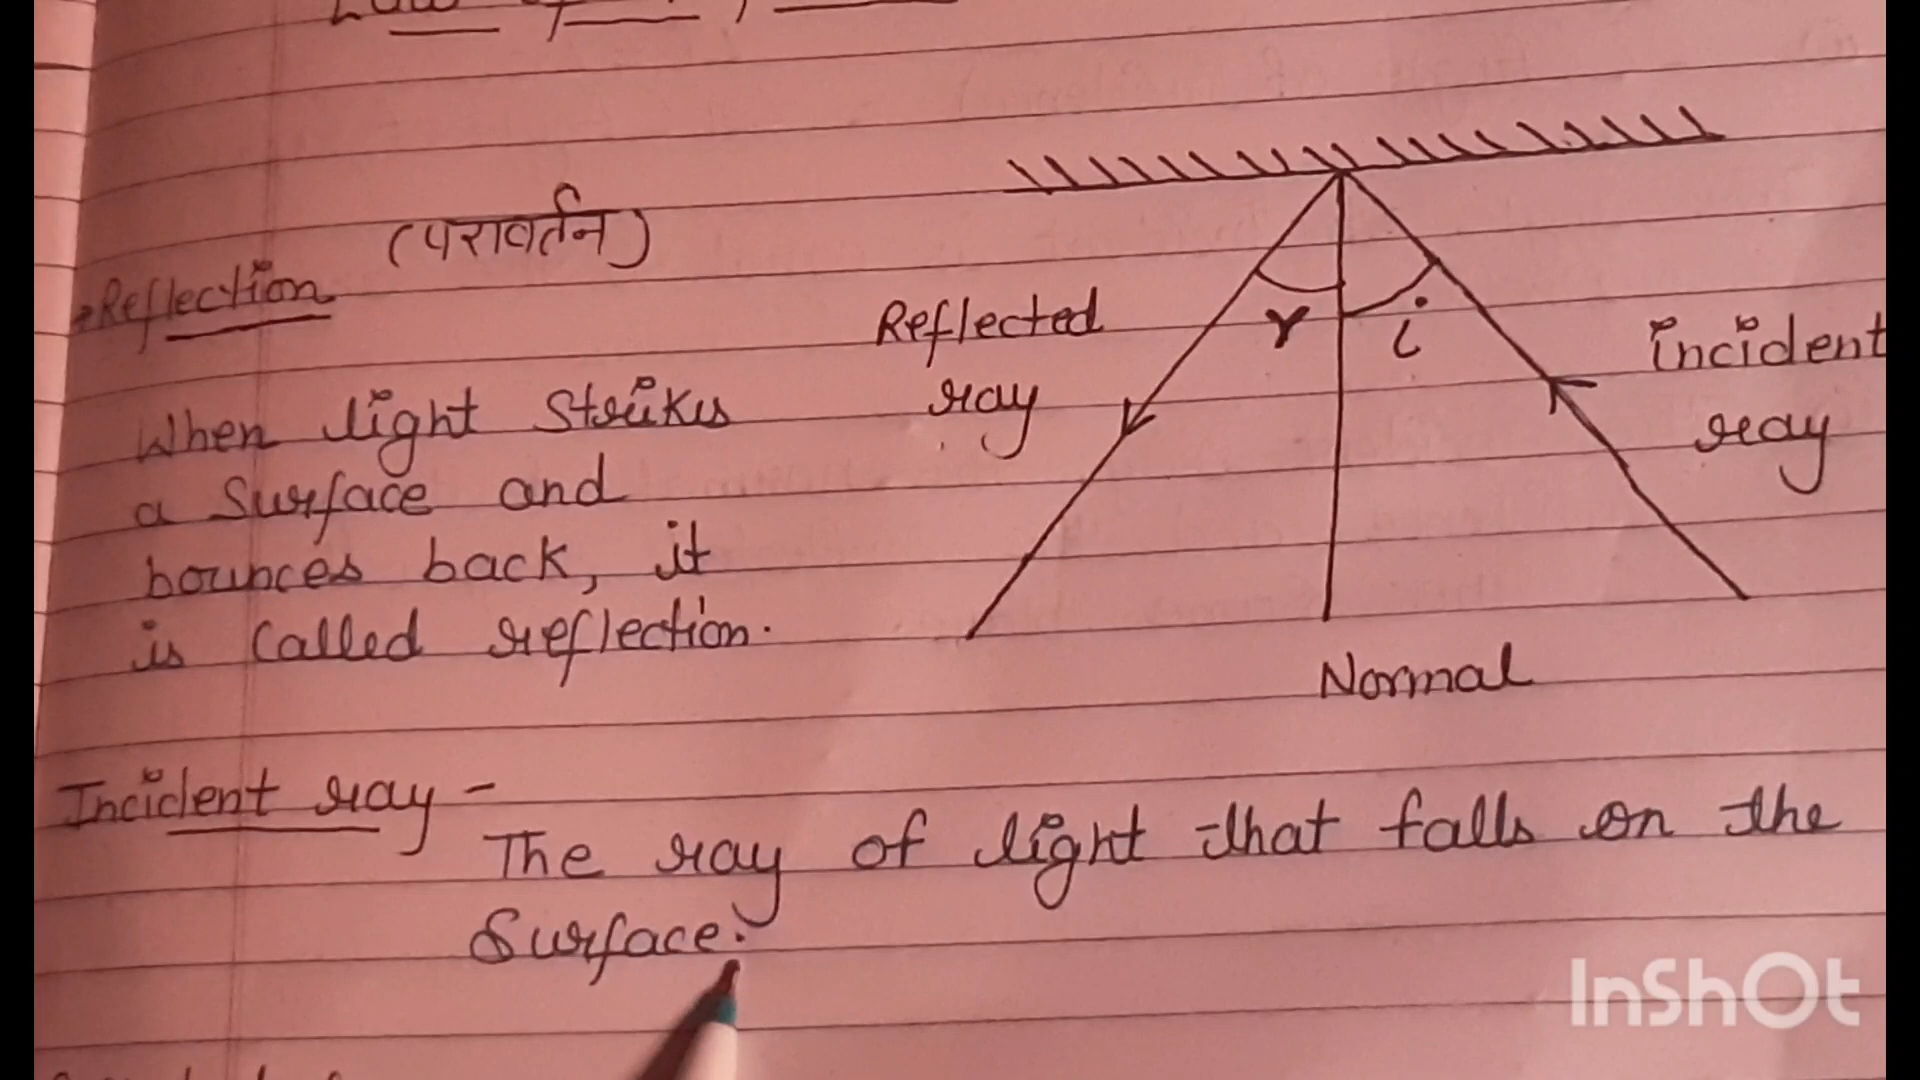 (परावर्तन)
Reflection
When light strikes
a Surface and
bounces back, it
is called reflection.
Reflected
ray
r
i
incident
ray
Normal
Incident ray -
The ray of light that falls on the
Surface.
InShOt